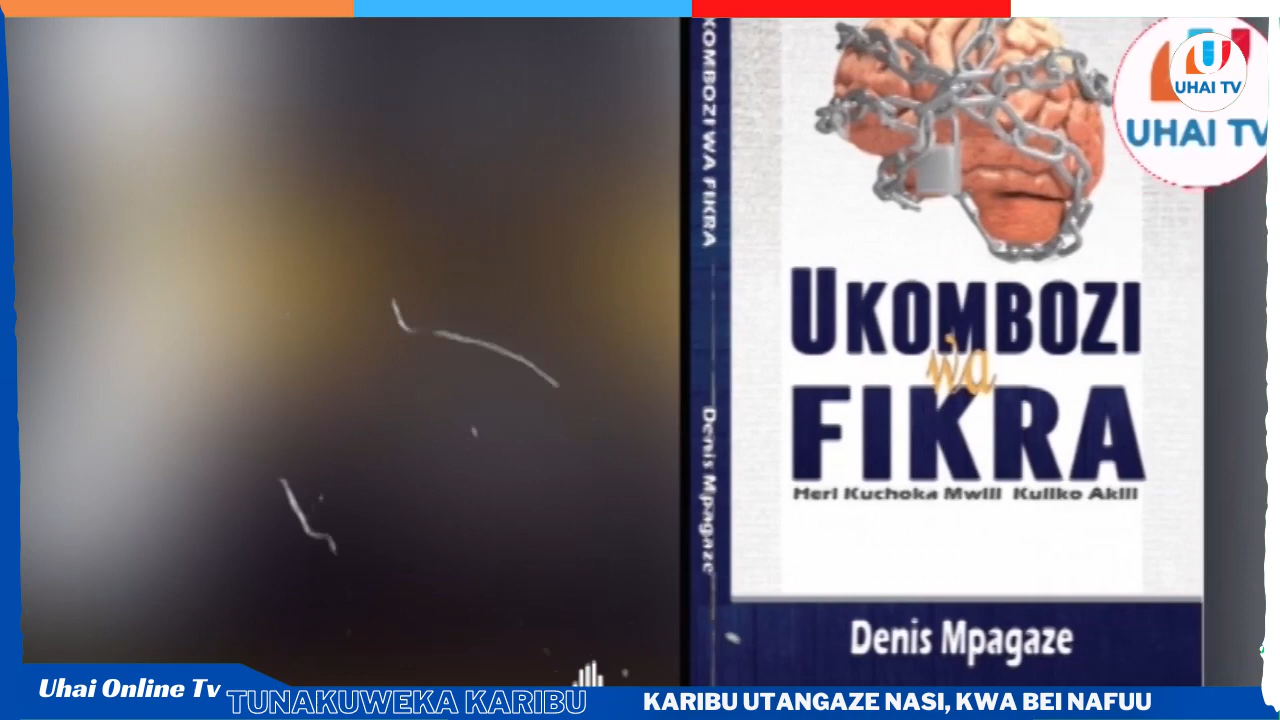 UHAI TV
UHAI TV
KOMBOZI WA FIKRA
Denis Mpagaze
UKOMBOZI
wa
FIKRA
Heri Kuchoka Mwili Kuliko Akili
Denis Mpagaze
Uhai Online Tv
TUNAKUWEKA KARIBU
KARIBU UTANGAZE NASI, KWA BEI NAFUU